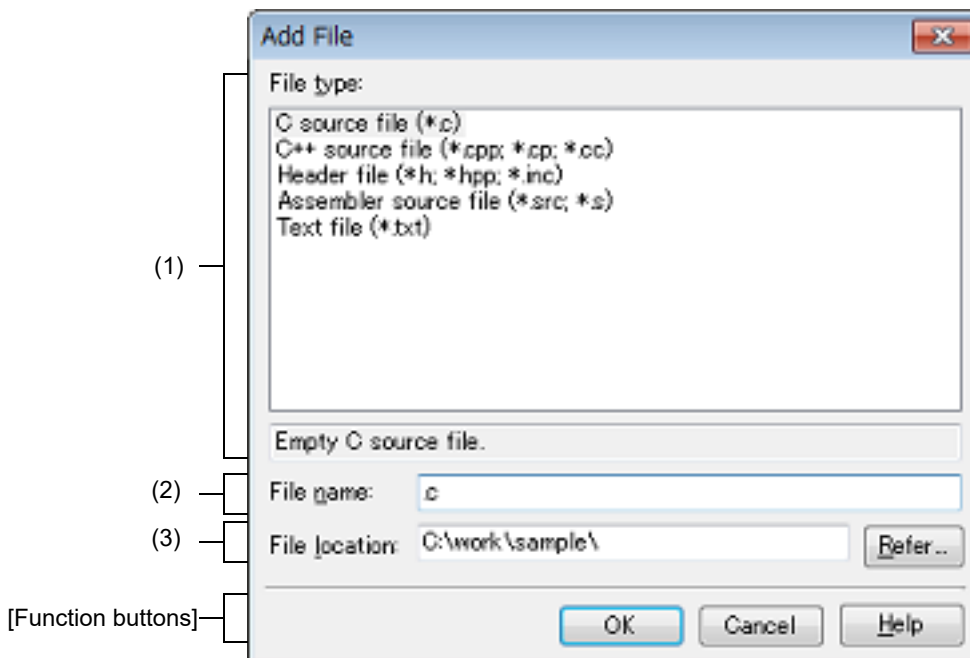 Add File
File type:
C source file (*.c)
C++ source file (*.cpp; *.cp; *.cc)
Header file (*.h; *.hpp; *.inc)
Assembler source file (*.src; *.s)
Text file (*.txt)
(1)
Empty C source file.
(2)
File name:
.c
(3)
File location:
C:\work\sample\
Refer...
[Function buttons]
OK
Cancel
Help